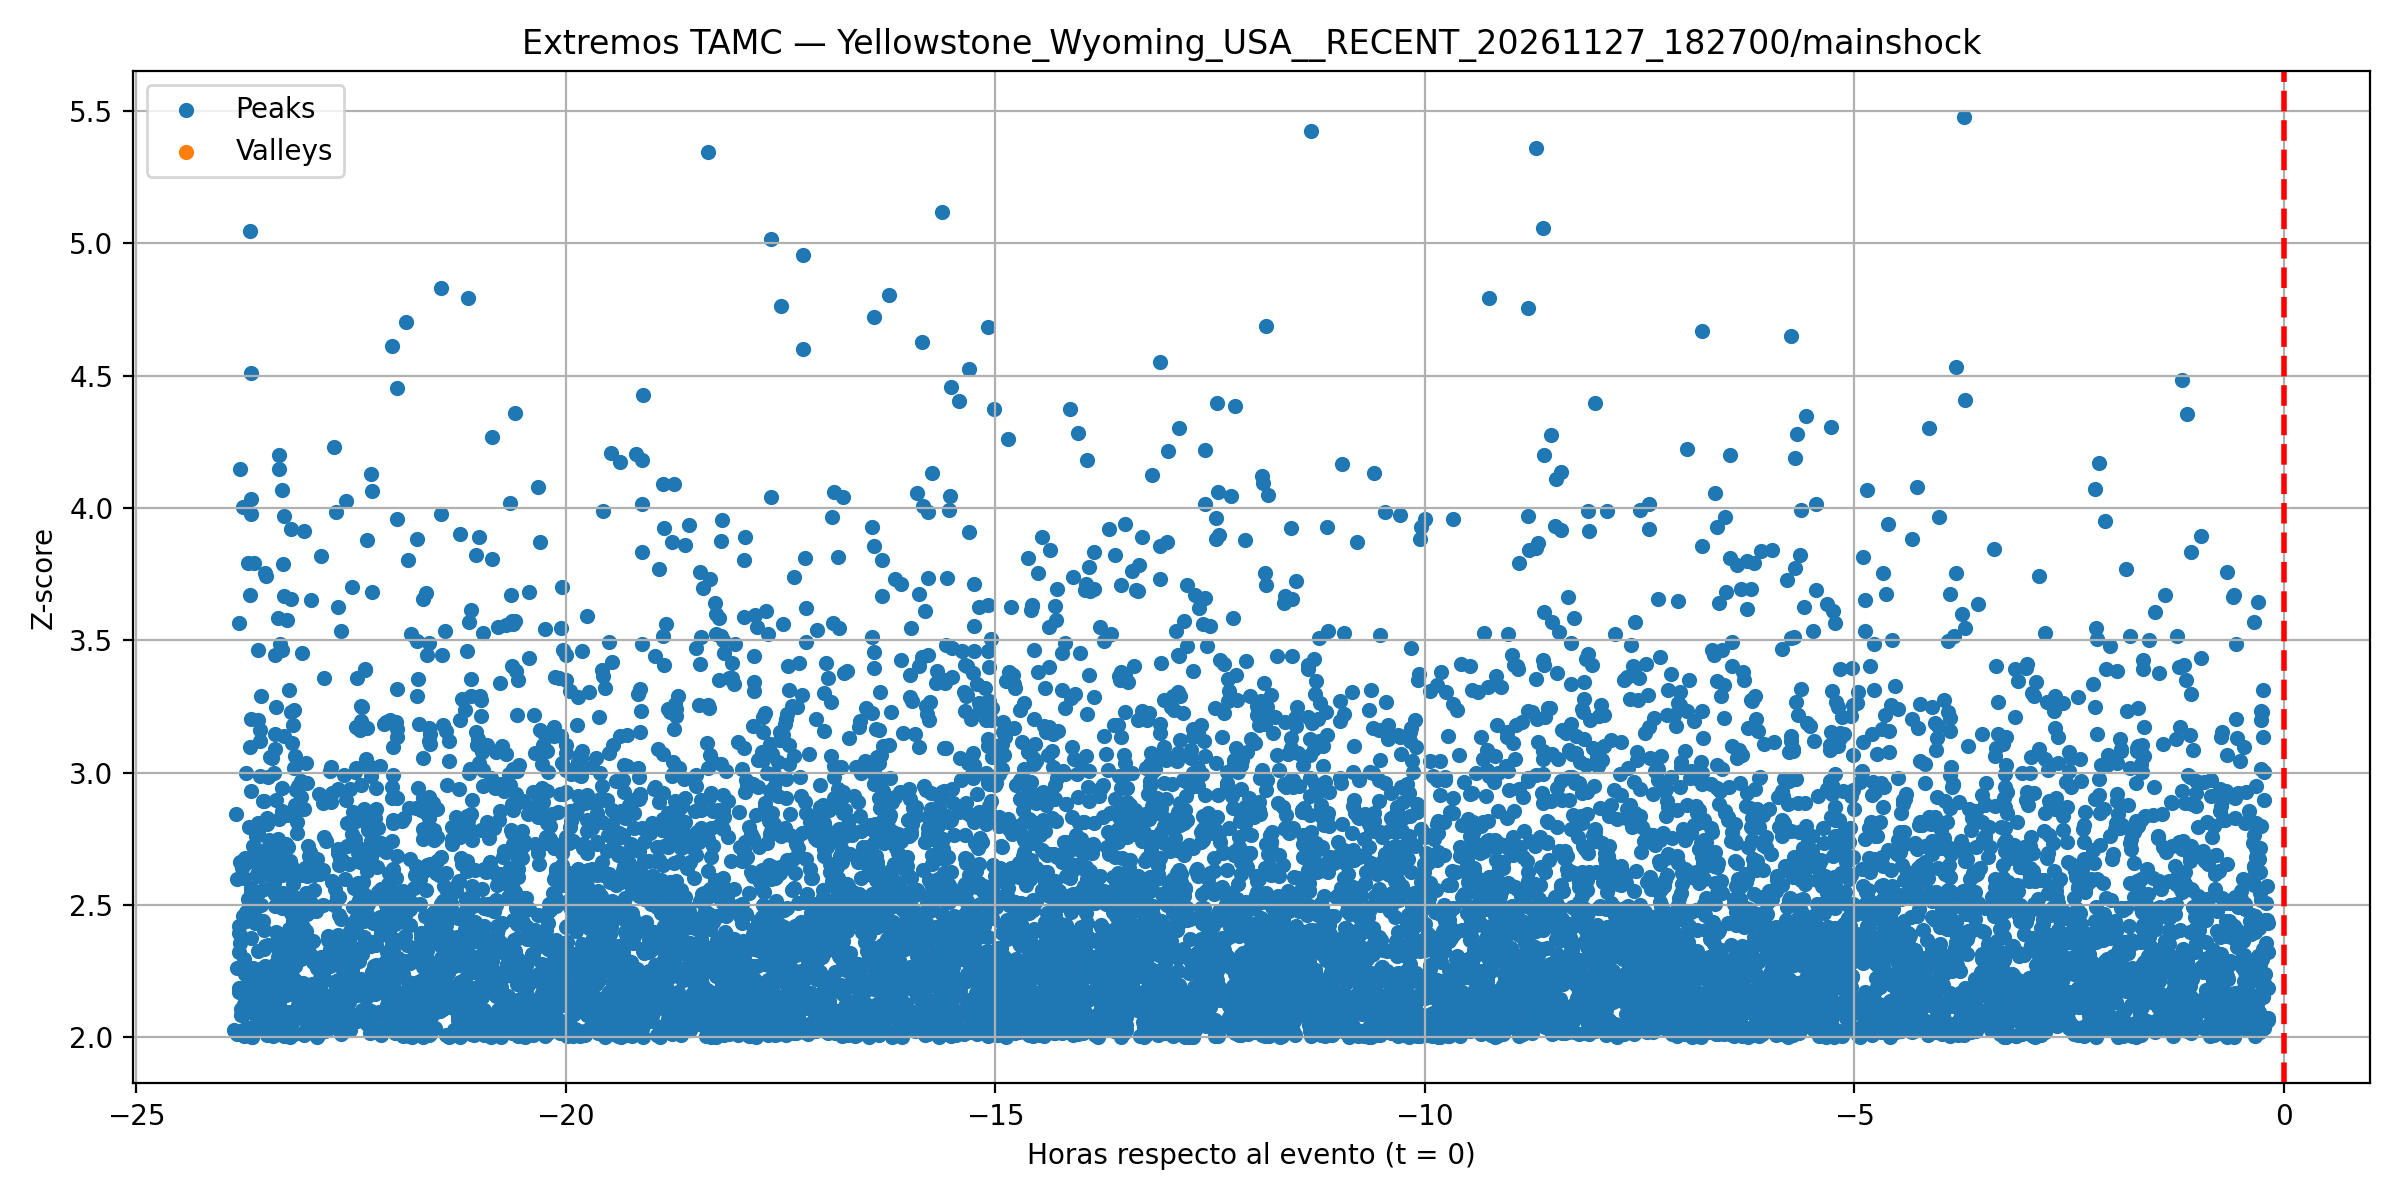 Extremos TAMC — Yellowstone_Wyoming_USA__RECENT_20261127_182700/mainshock
Peaks
Valleys
Z-score
5.5
5.0
4.5
4.0
3.5
3.0
2.5
2.0
−25
−20
−15
−10
−5
0
Horas respecto al evento (t = 0)